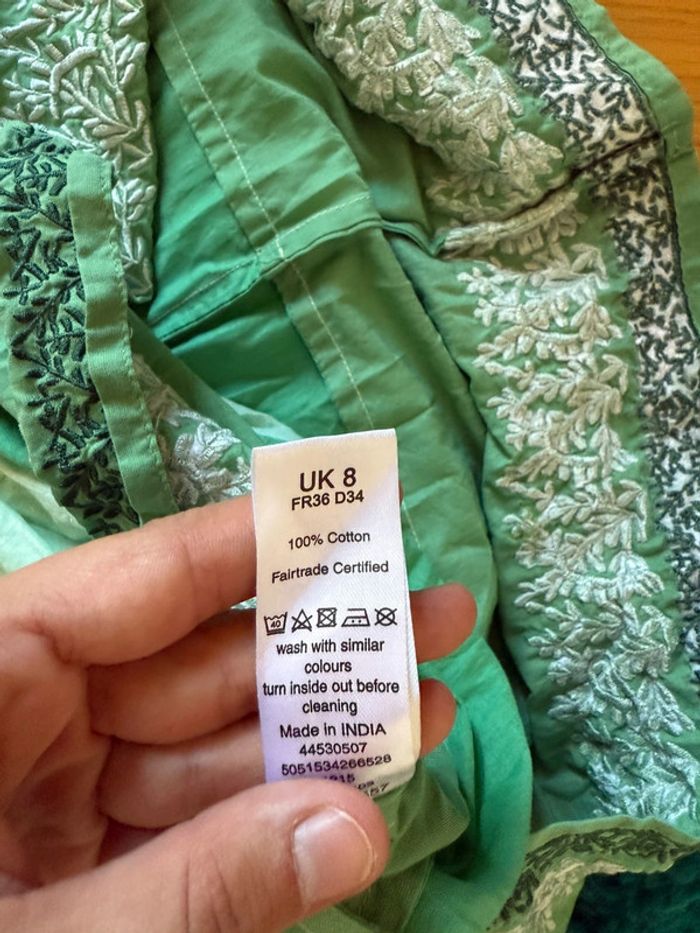 UK 8
FR36 D34
100% Cotton
Fairtrade Certified
40
wash with similar
colours
turn inside out before
cleaning
Made in INDIA
44530507
5051534266528